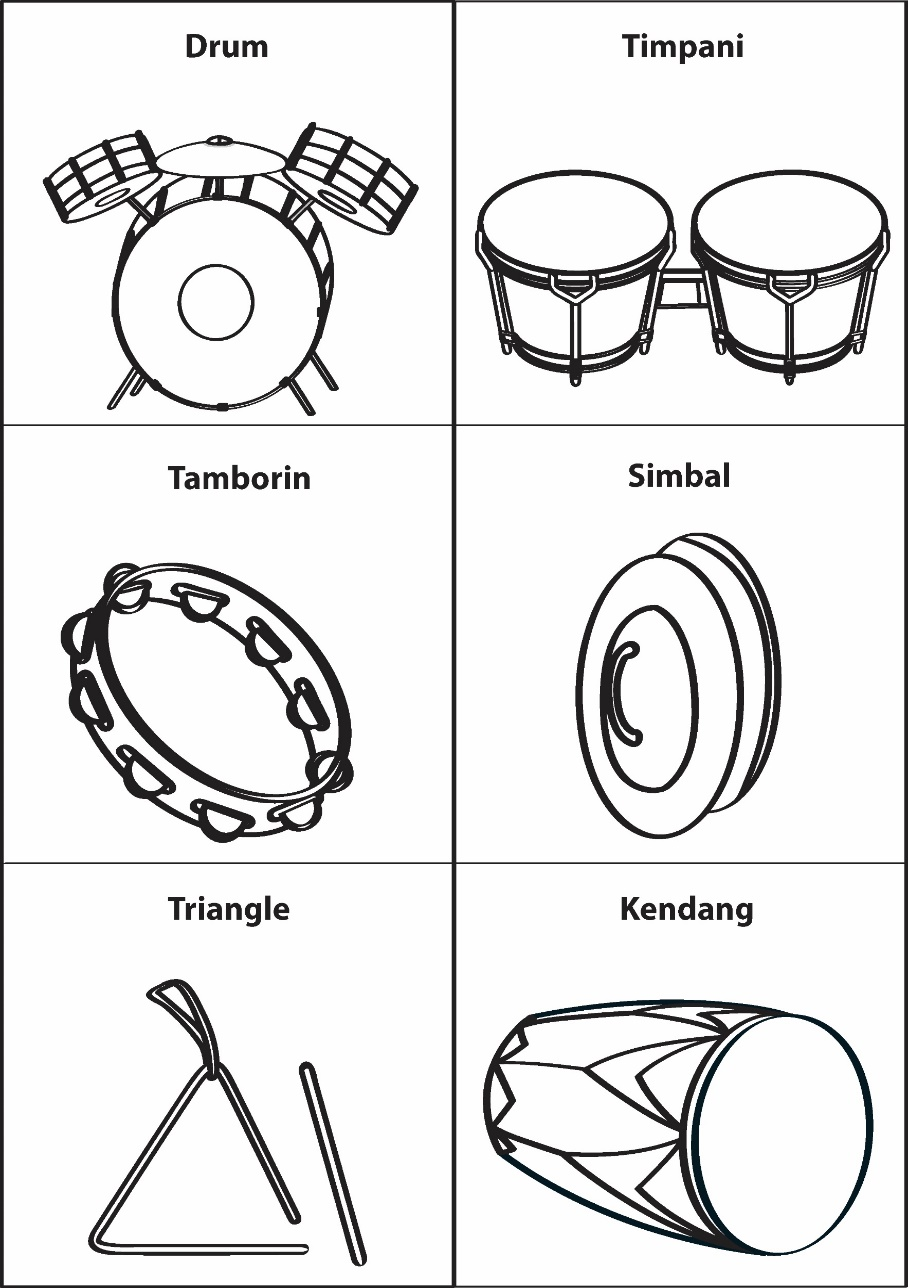 Drum
Timpani
Tamborin
Simbal
Triangle
Kendang